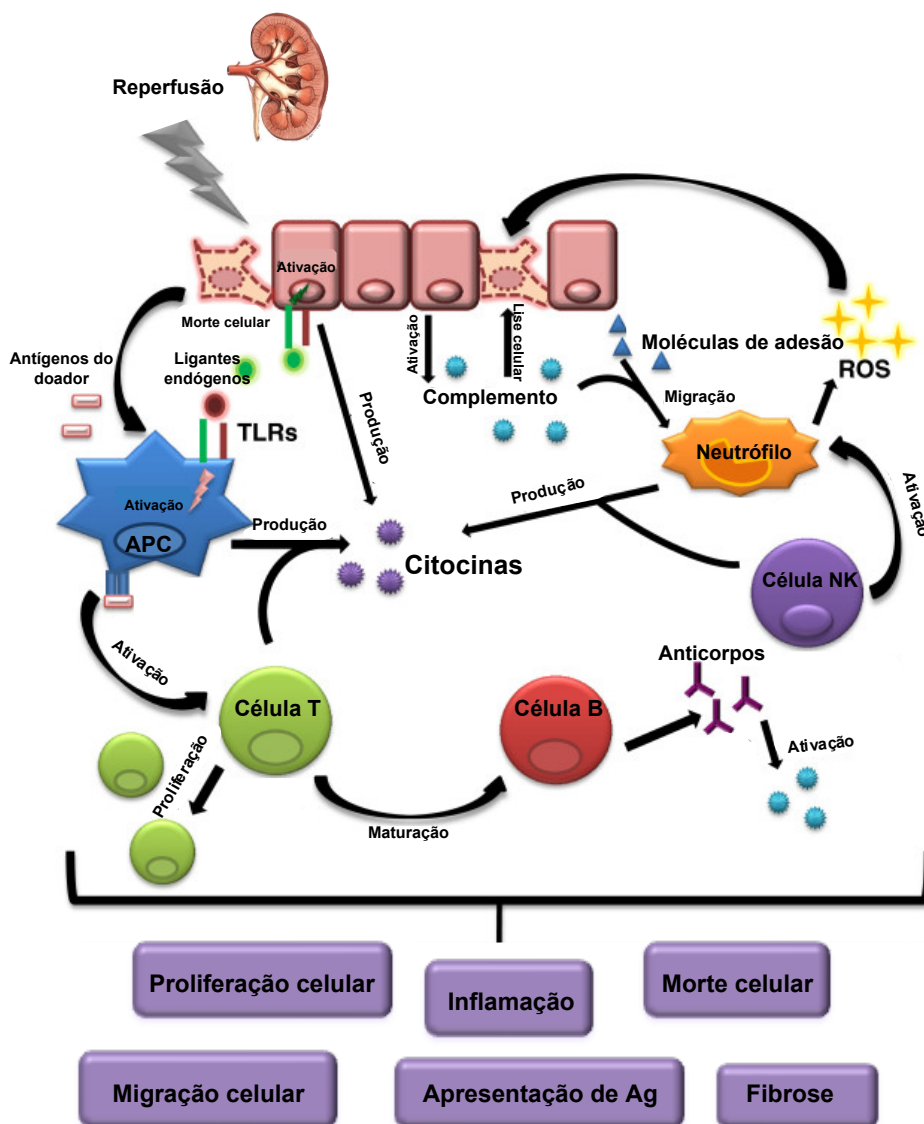 Reperfusão
Ativação
Morte celular
Antígenos do
doador
Ligantes
endógenos
TLRs
Ativação
APC
Produção
Produção
Ativação
Lise celular
Complemento
Moléculas de adesão
ROS
Migração
Neutrófilo
Produção
Ativação
Citocinas
Célula NK
Ativação
Célula T
Proliferação
Maturação
Célula B
Anticorpos
Ativação
Proliferação celular
Inflamação
Morte celular
Migração celular
Apresentação de Ag
Fibrose